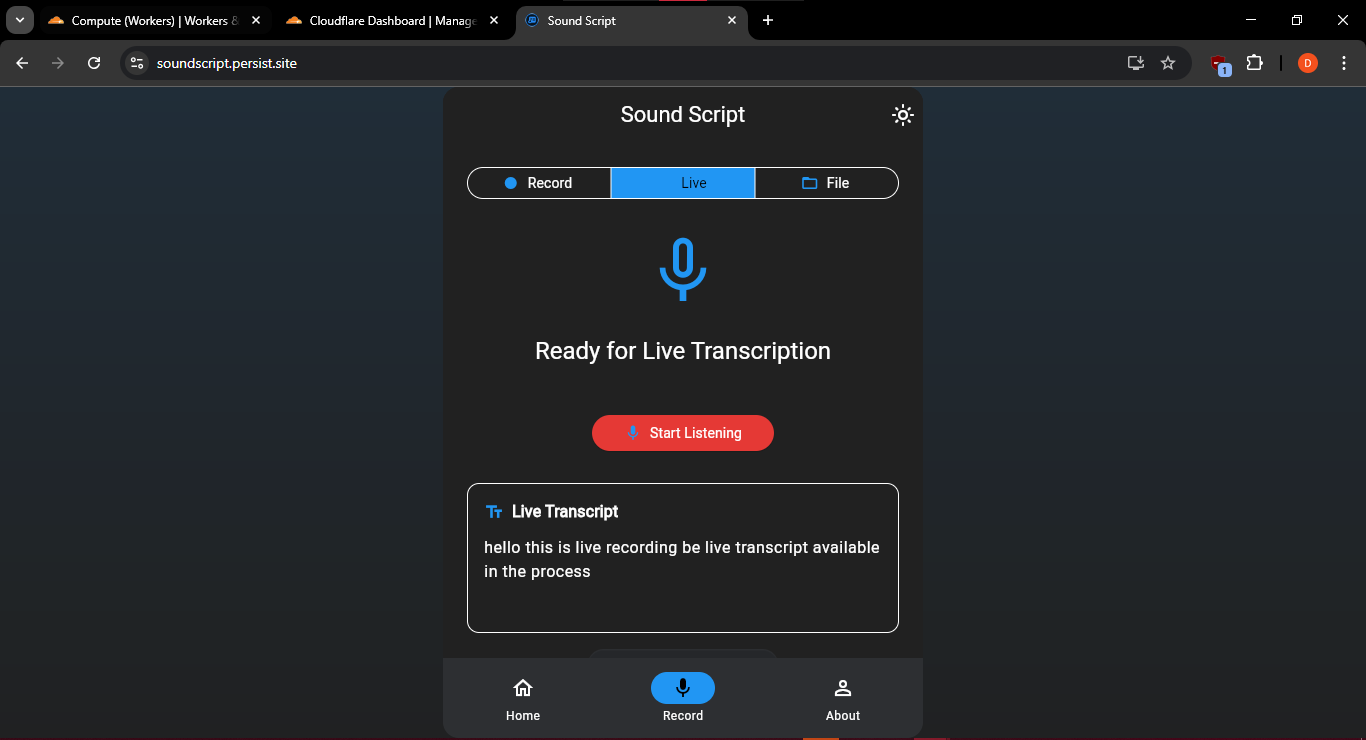 Compute (Workers) | Workers &
Cloudflare Dashboard | Manage
Sound Script
soundscript.persist.site
1
D
Sound Script
Record
Live
File
Ready for Live Transcription
Start Listening
Tt Live Transcript
hello this is live recording be live transcript available
in the process
Home
Record
About